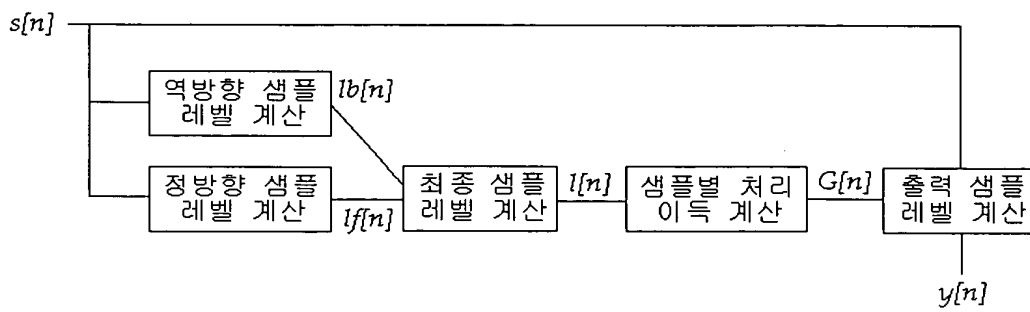 s[n]
역방향 샘플
레벨 계산
lb[n]
정방향 샘플
레벨 계산
lf[n]
최종 샘플
레벨 계산
l[n]
샘플별 처리
이득 계산
G[n]
출력 샘플
레벨 계산
y[n]